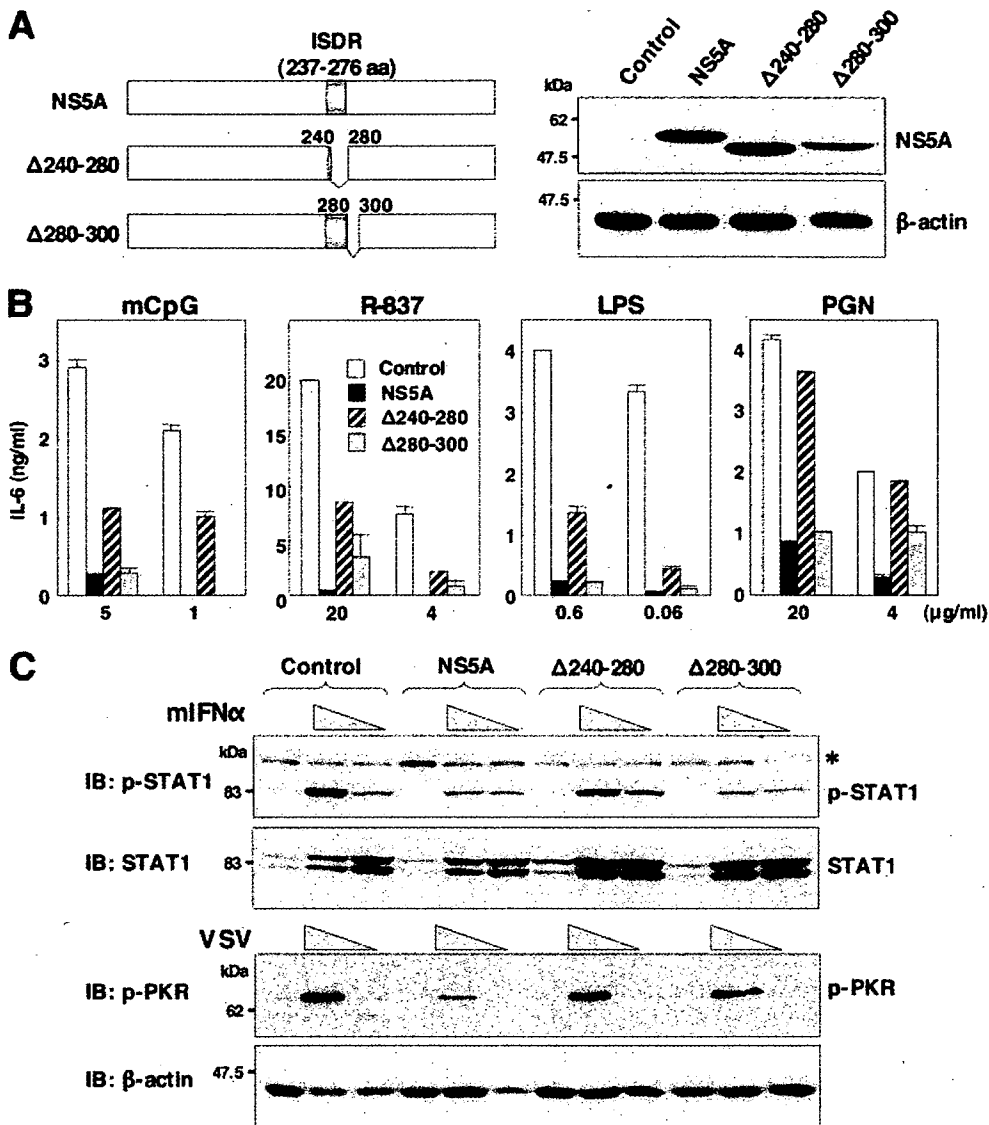 A
ISDR
(237-276 aa)
NS5A
240 280
Δ240-280
280 300
Δ280-300
Control NS5A Δ240-280 Δ280-300
kDa
62
47.5
NS5A
47.5
β-actin
B
mCpG R-837 LPS PGN
IL-6 (ng/ml)
3
2
1
0
5 1
20
15
10
5
0
20 4
Control
NS5A
Δ240-280
Δ280-300
4
3
2
1
0
0.6 0.06
4
3
2
1
0
20 4 (μg/ml)
C
Control NS5A Δ240-280 Δ280-300
mIFNα
kDa
*
IB: p-STAT1 83 p-STAT1
IB: STAT1 83 STAT1
VSV
kDa
IB: p-PKR p-PKR
62
47.5
IB: β-actin